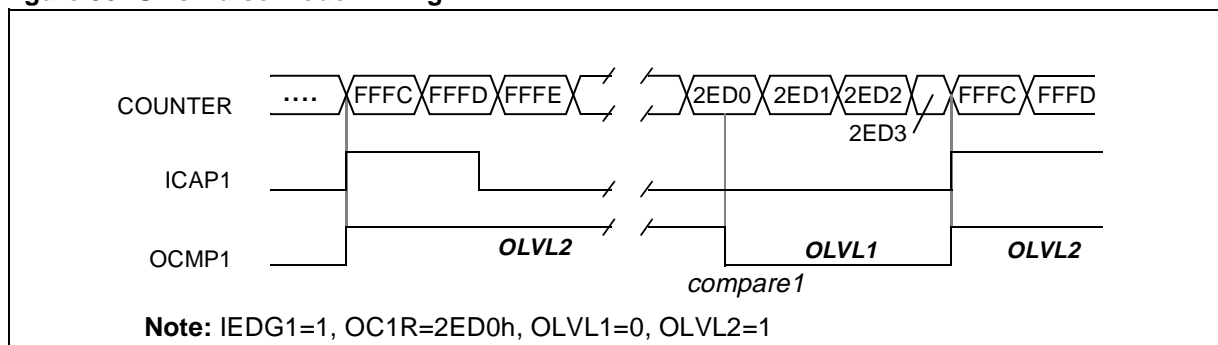 COUNTER .... FFFC FFFD FFFE 2ED0 2ED1 2ED2 FFFC FFFD
2ED3
ICAP1
OLVL2 OLVL1 OLVL2
OCMP1
compare1
Note: IEDG1=1, OC1R=2ED0h, OLVL1=0, OLVL2=1